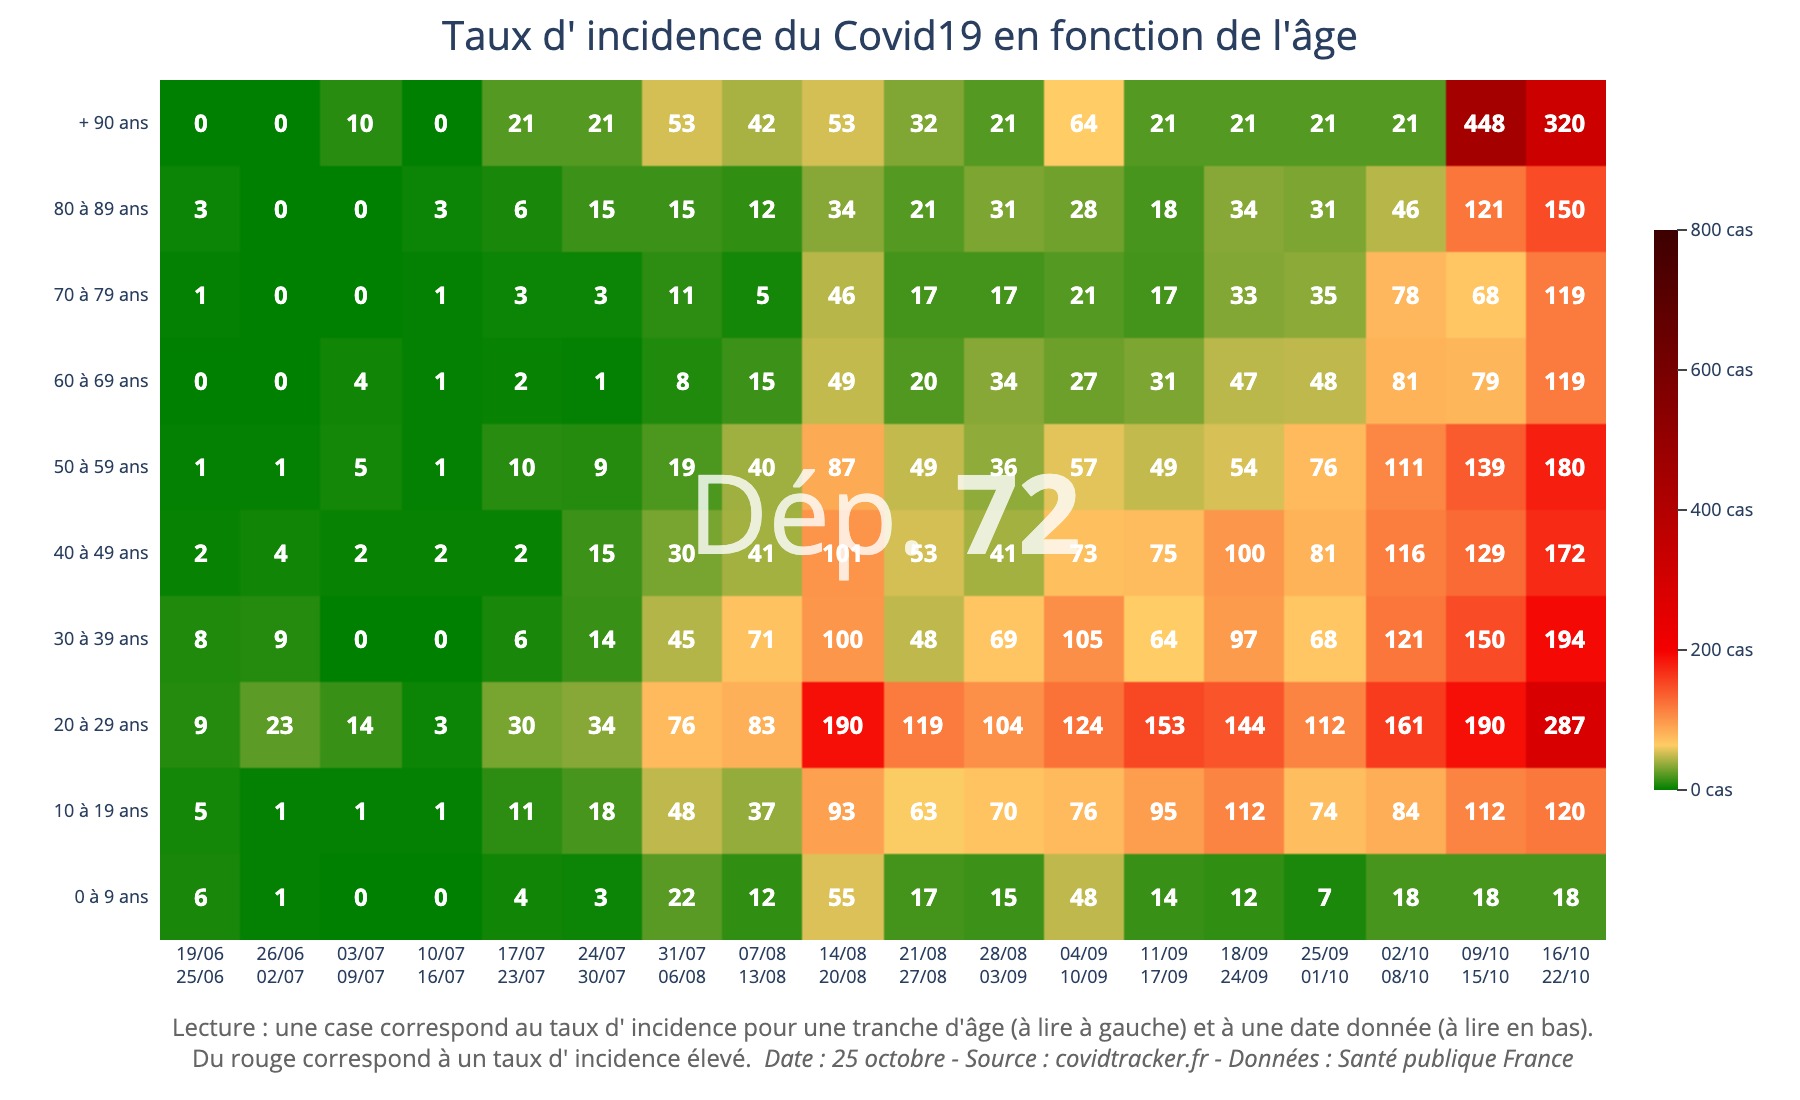 Taux d' incidence du Covid19 en fonction de l'âge
+ 90 ans 0 0 10 0 21 21 53 42 53 32 21 64 21 21 21 21 448 320
80 à 89 ans 3 0 0 3 6 15 15 12 34 21 31 28 18 34 31 46 121 150
70 à 79 ans 1 0 0 1 3 3 11 5 46 17 17 21 17 33 35 78 68 119
60 à 69 ans 0 0 4 1 2 1 8 15 49 20 34 27 31 47 48 81 79 119
50 à 59 ans 1 1 5 1 10 9 19 40 87 49 36 57 49 54 76 111 139 180
Dép. 72
40 à 49 ans 2 4 2 2 2 15 30 41 101 53 41 73 75 100 81 116 129 172
30 à 39 ans 8 9 0 0 6 14 45 71 100 48 69 105 64 97 68 121 150 194
20 à 29 ans 9 23 14 3 30 34 76 83 190 119 104 124 153 144 112 161 190 287
10 à 19 ans 5 1 1 1 11 18 48 37 93 63 70 76 95 112 74 84 112 120
0 à 9 ans 6 1 0 0 4 3 22 12 55 17 15 48 14 12 7 18 18 18
19/06 26/06 03/07 10/07 17/07 24/07 31/07 07/08 14/08 21/08 28/08 04/09 11/09 18/09 25/09 02/10 09/10 16/10
25/06 02/07 09/07 16/07 23/07 30/07 06/08 13/08 20/08 27/08 03/09 10/09 17/09 24/09 01/10 08/10 15/10 22/10
800 cas
600 cas
400 cas
200 cas
0 cas
Lecture : une case correspond au taux d' incidence pour une tranche d'âge (à lire à gauche) et à une date donnée (à lire en bas).
Du rouge correspond à un taux d' incidence élevé. Date : 25 octobre - Source : covidtracker.fr - Données : Santé publique France